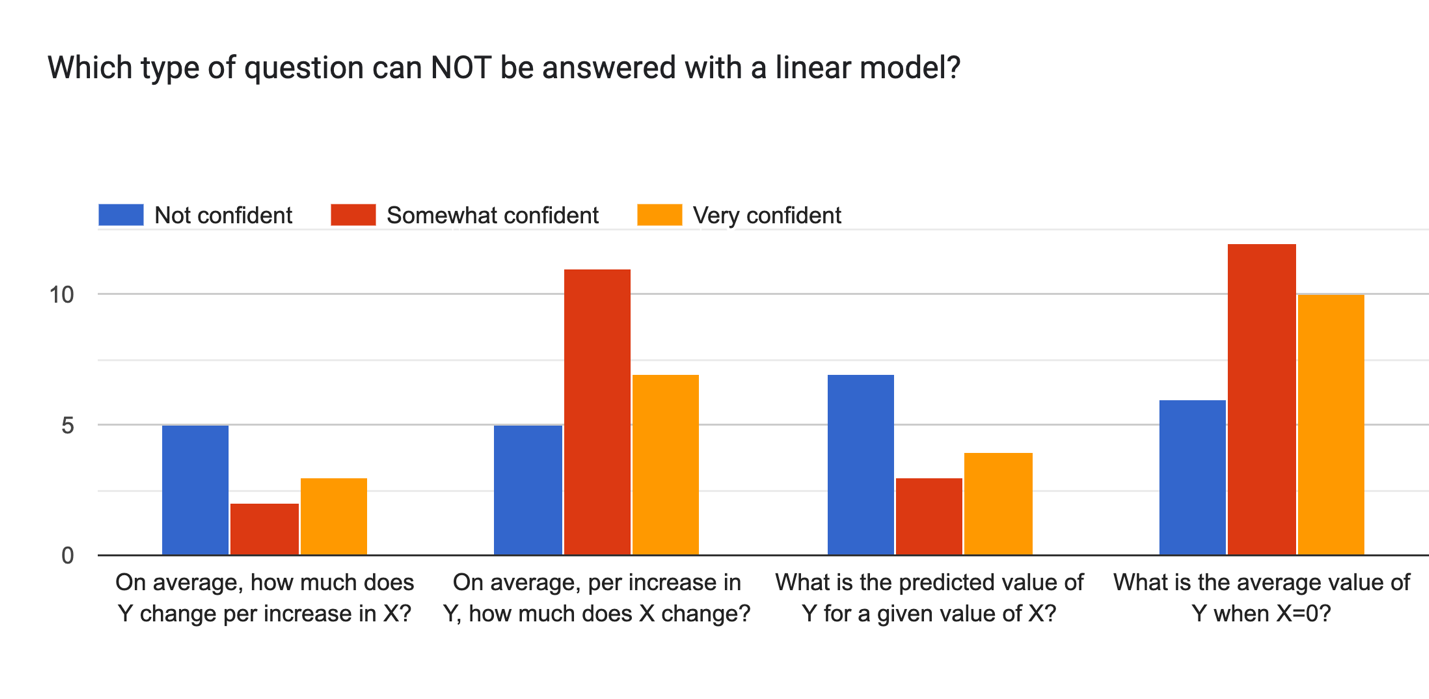 Which type of question can NOT be answered with a linear model?
Not confident Somewhat confident Very confident
10
5
0
On average, how much does
Y change per increase in X?
On average, per increase in
Y, how much does X change?
What is the predicted value of
Y for a given value of X?
What is the average value of
Y when X=0?